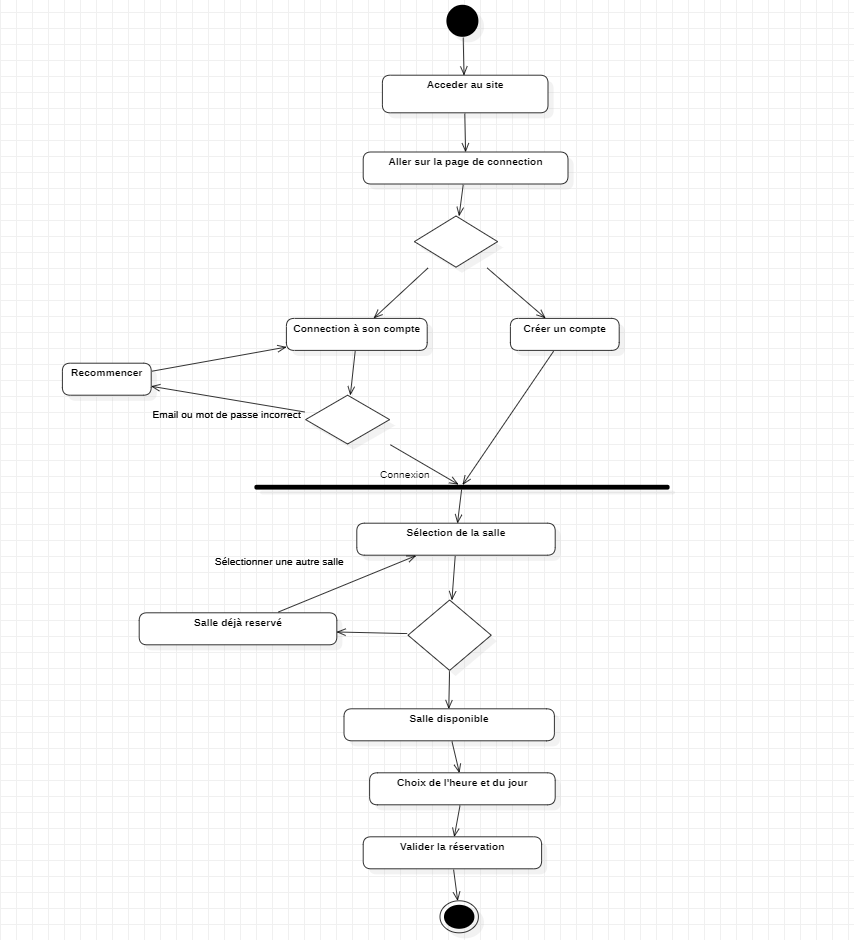 Acceder au site
Aller sur la page de connection
Connection à son compte
Créer un compte
Recommencer
Email ou mot de passe incorrect
Connexion
Sélection de la salle
Sélectionner une autre salle
Salle déjà reservé
Salle disponible
Choix de l'heure et du jour
Valider la réservation